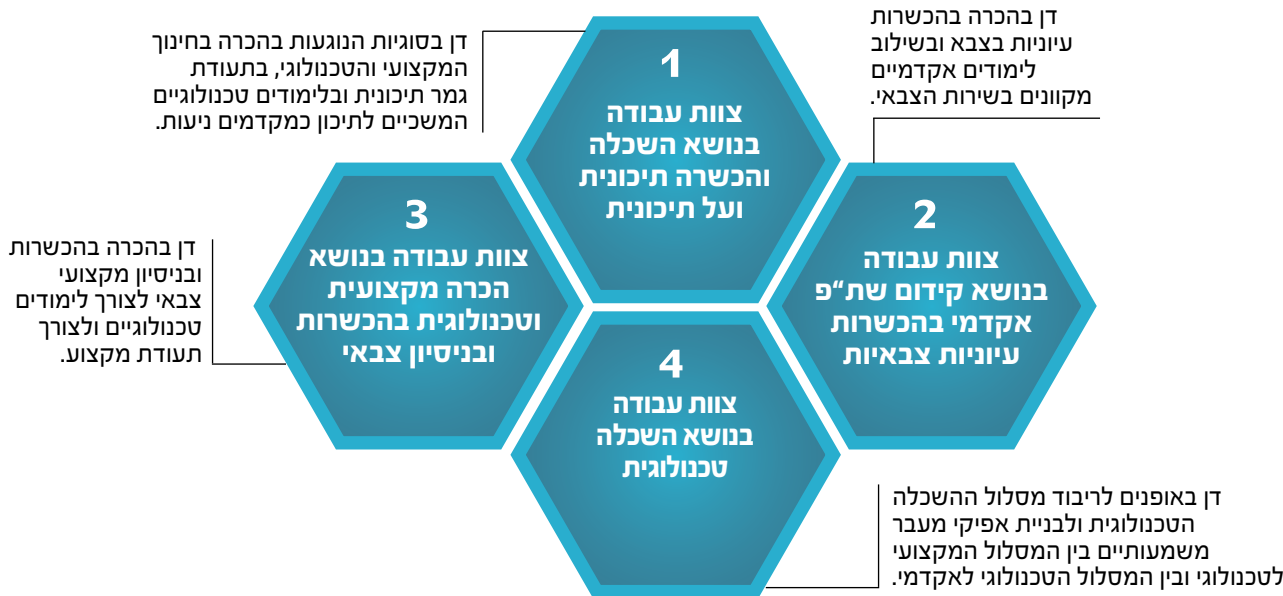 דן בסוגיות הנוגעות בהכרה בחינוך
המקצועי והטכנולוגי, בתעודת
גמר תיכונית ובלימודים טכנולוגיים
המשכיים לתיכון כמקדמים ניעות.
1
צוות עבודה
בנושא השכלה
והכשרה תיכונית
ועל תיכונית
דן בהכרה בהכשרות
עיוניות בצבא ובשילוב
לימודים אקדמיים
מקוונים בשירות הצבאי.
2
צוות עבודה
בנושא קידום שת"פ
אקדמי בהכשרות
עיוניות צבאיות
3
צוות עבודה בנושא
הכרה מקצועית
וטכנולוגית בהכשרות
ובניסיון צבאי
דן בהכרה בהכשרות
ובניסיון מקצועי
צבאי לצורך לימודים
טכנולוגיים ולצורך
תעודת מקצוע.
4
צוות עבודה
בנושא השכלה
טכנולוגית
דן באופנים לריבוד מסלול ההשכלה
הטכנולוגית ולבניית אפיקי מעבר
משמעותיים בין המסלול המקצועי
לטכנולוגי ובין המסלול הטכנולוגי לאקדמי.